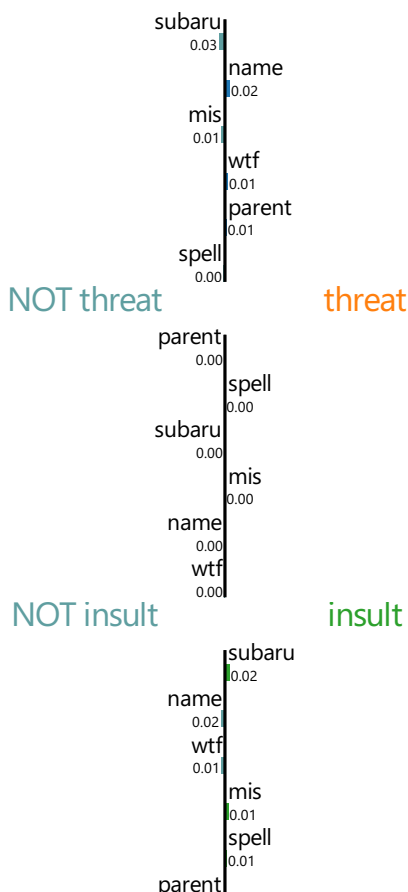 subaru
0.03
name
0.02
mis
0.01
wtf
0.01
parent
0.01
spell
0.00
NOT threat threat
parent
0.00
spell
0.00
subaru
0.00
mis
0.00
name
0.00
wtf
0.00
NOT insult insult
subaru
0.02
name
0.02
wtf
0.01
mis
0.01
spell
0.01
parent